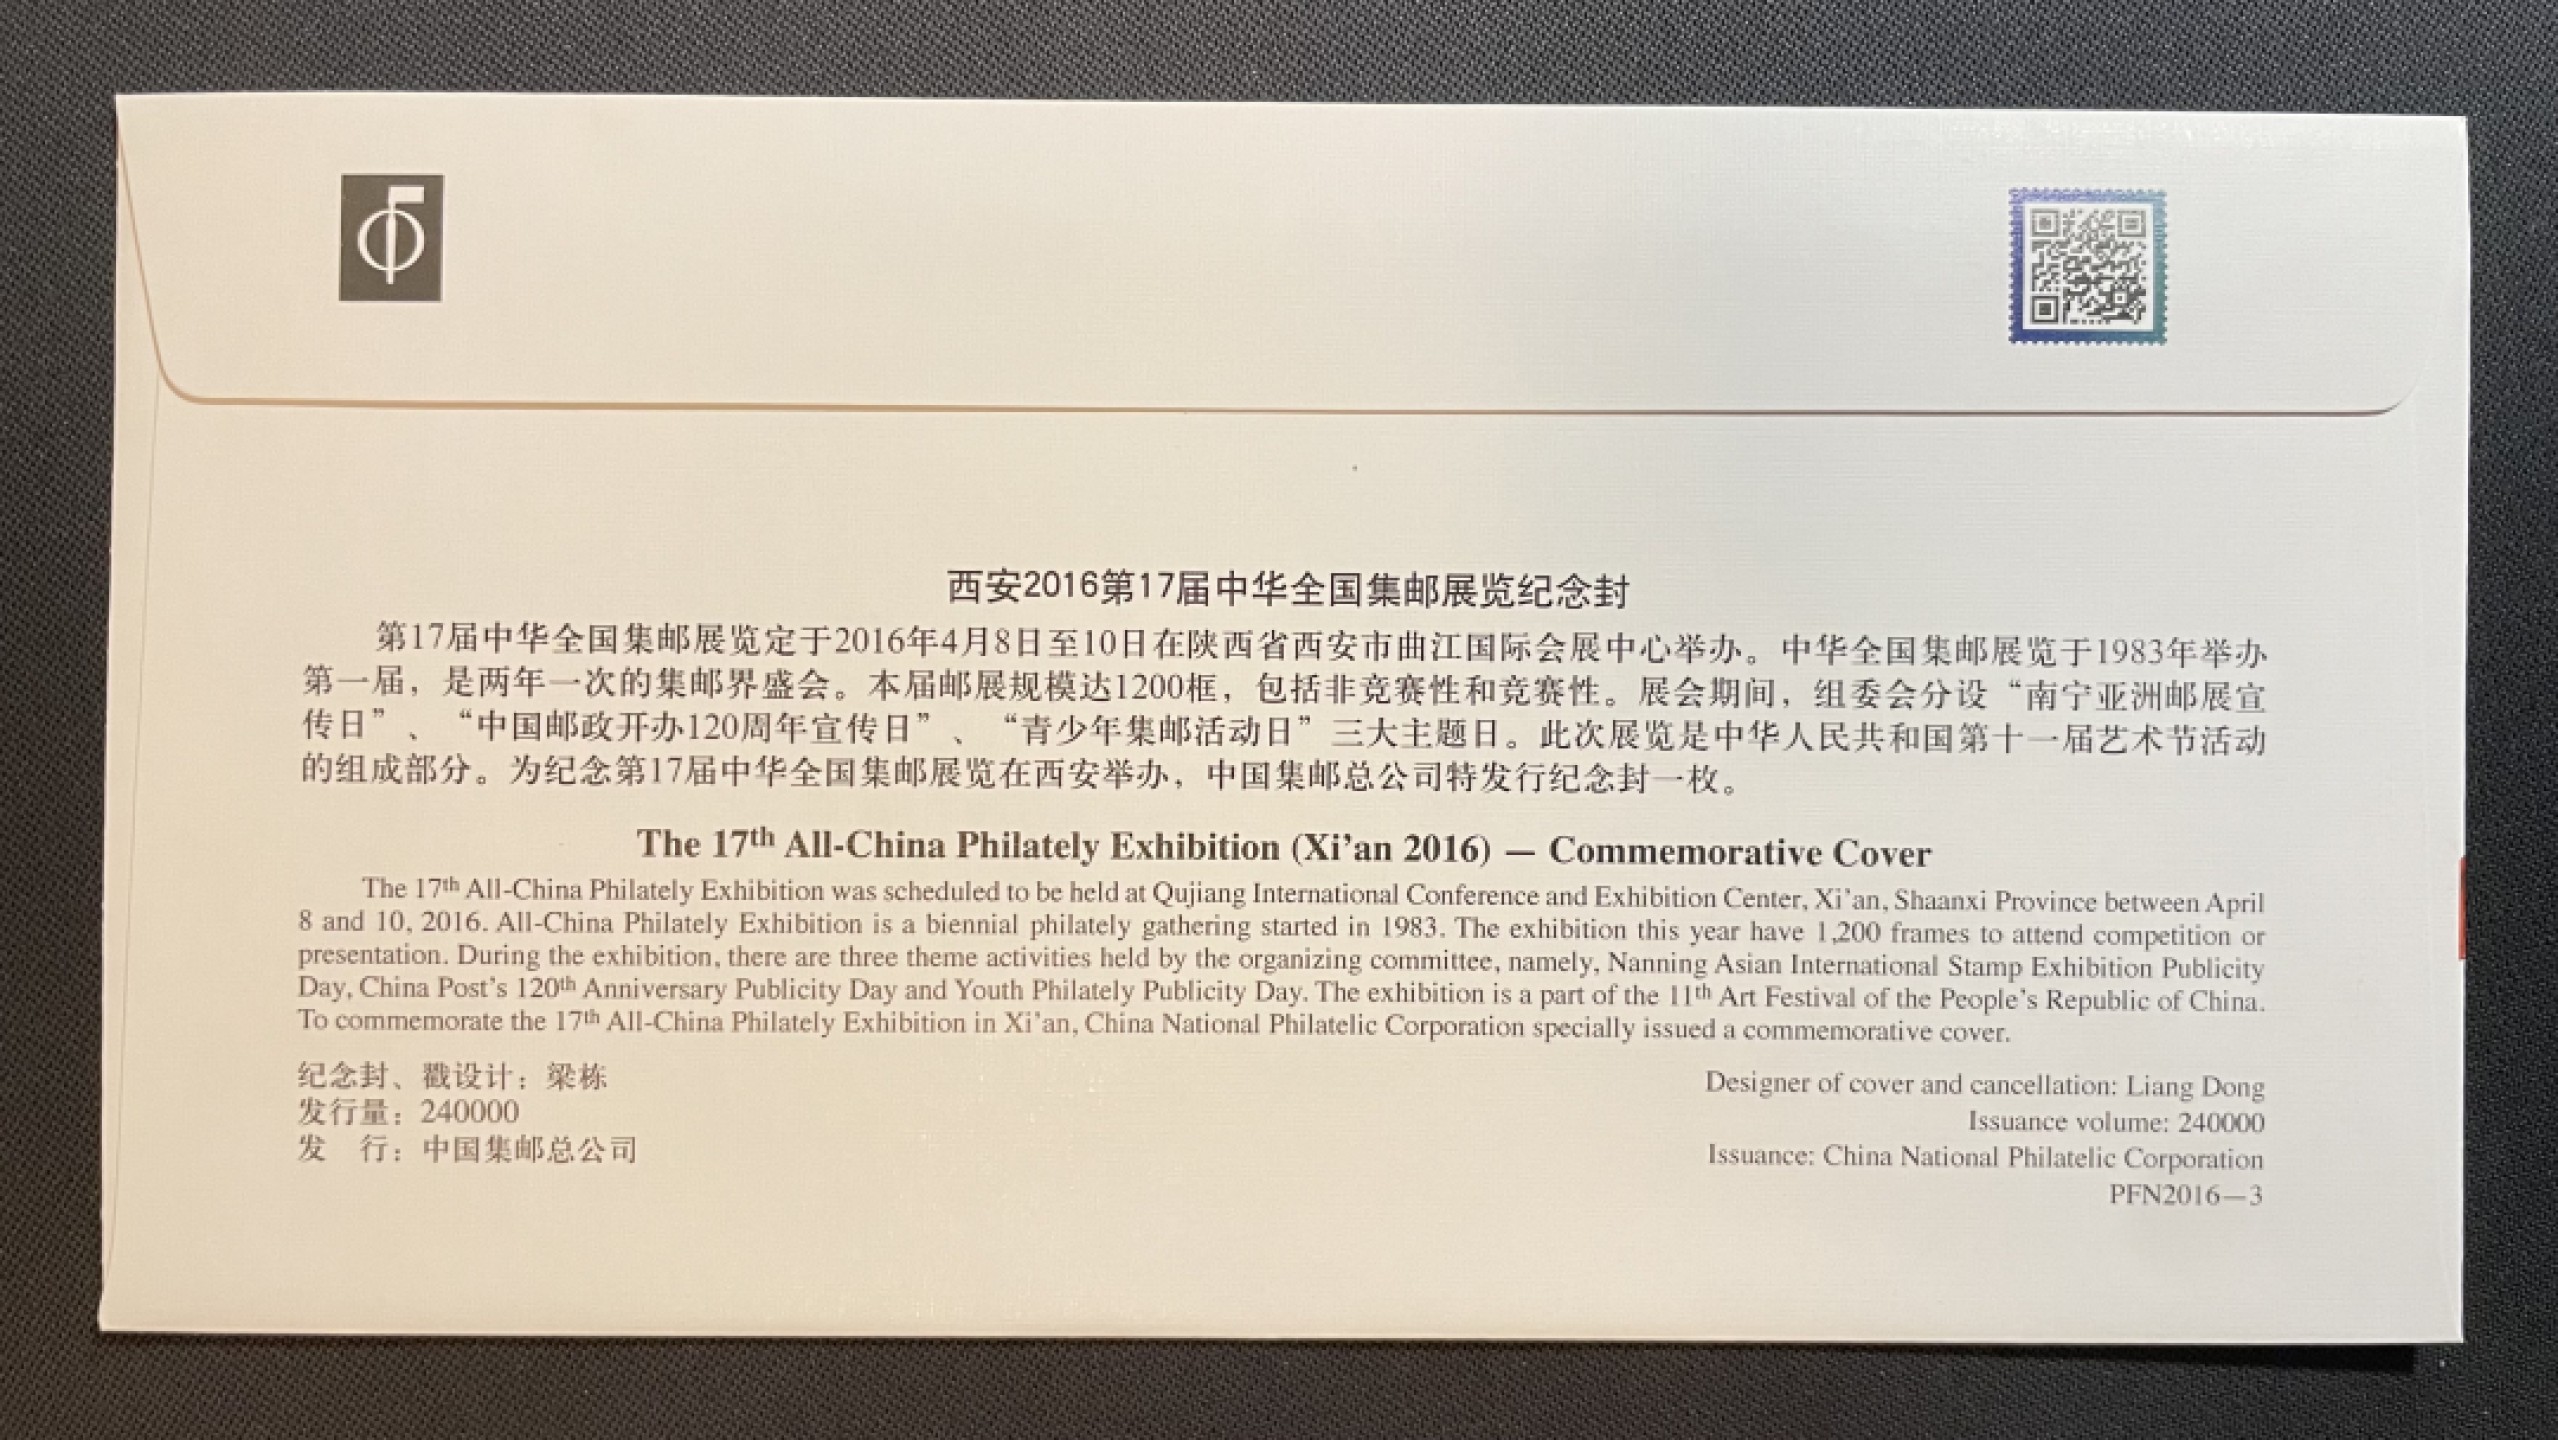 西安2016第17届中华全国集邮展览纪念封
第17届中华全国集邮展览定于2016年4月8日至10日在陕西省西安市曲江国际会展中心举办。中华全国集邮展览于1983年举办
第一届，是两年一次的集邮界盛会。本届邮展规模达1200框，包括非竞赛性和竞赛性。展会期间，组委会分设“南宁亚洲邮展宣
传日”、“中国邮政开办120周年宣传日”、“青少年集邮活动日”三大主题日。此次展览是中华人民共和国第十一届艺术节活动
的组成部分。为纪念第17届中华全国集邮展览在西安举办，中国集邮总公司特发行纪念封一枚。
The 17th All-China Philately Exhibition (Xi’an 2016) — Commemorative Cover
The 17th All-China Philately Exhibition was scheduled to be held at Qujiang International Conference and Exhibition Center, Xi’an, Shaanxi Province between April
8 and 10, 2016. All-China Philately Exhibition is a biennial philately gathering started in 1983. The exhibition this year have 1,200 frames to attend competition or
presentation. During the exhibition, there are three theme activities held by the organizing committee, namely, Nanning Asian International Stamp Exhibition Publicity
Day, China Post’s 120th Anniversary Publicity Day and Youth Philately Publicity Day. The exhibition is a part of the 11th Art Festival of the People’s Republic of China.
To commemorate the 17th All-China Philately Exhibition in Xi’an, China National Philatelic Corporation specially issued a commemorative cover.
纪念封、戳设计：梁栋
发行量：240000
发　行：中国集邮总公司
Designer of cover and cancellation: Liang Dong
Issuance volume: 240000
Issuance: China National Philatelic Corporation
PFN2016—3